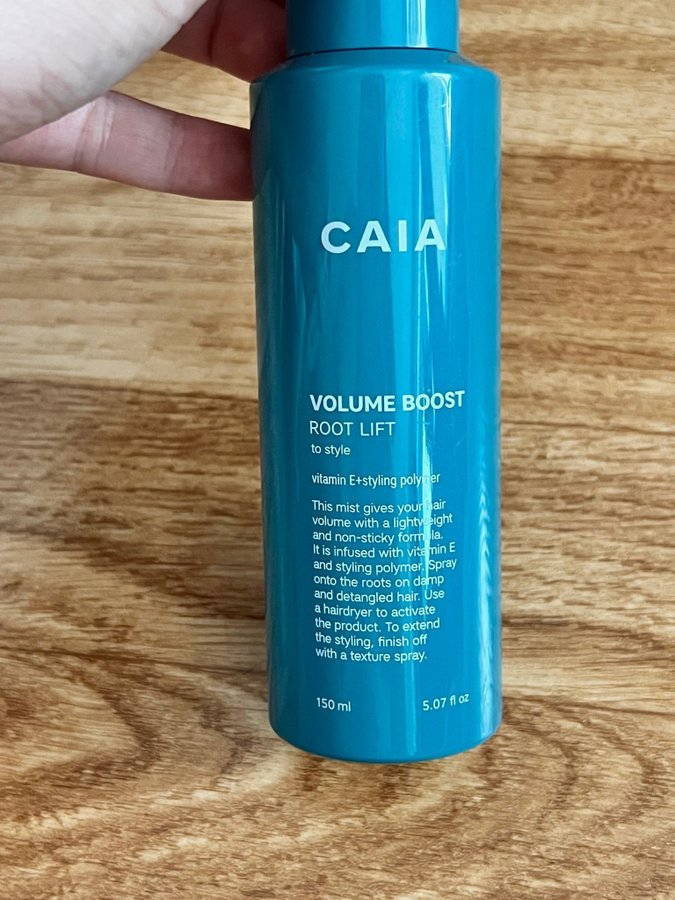 CAIA
VOLUME BOOST
ROOT LIFT
to style
vitamin E+styling polymer
This mist gives your hair
volume with a lightweight
and non-sticky formula.
It is infused with vitamin E
and styling polymer. Spray
onto the roots on damp
and detangled hair. Use
a hairdryer to activate
the product. To extend
the styling, finish off
with a texture spray.
150 ml 5.07 fl oz